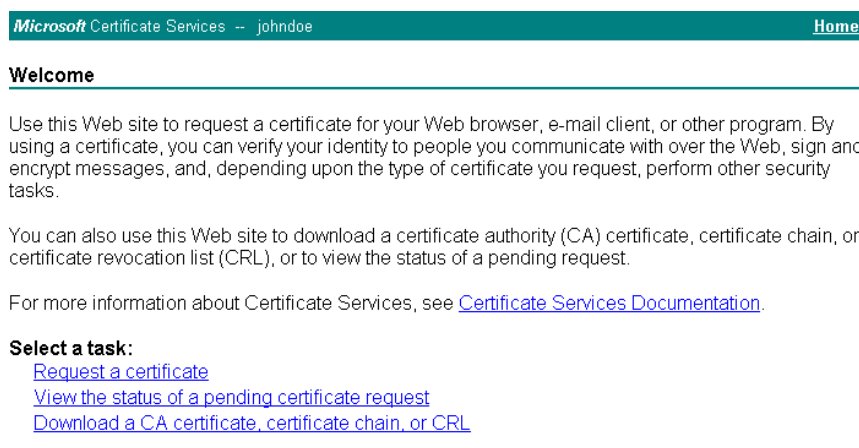 Microsoft Certificate Services -- johndoe Home
Welcome
Use this Web site to request a certificate for your Web browser, e-mail client, or other program. By
using a certificate, you can verify your identity to people you communicate with over the Web, sign and
encrypt messages, and, depending upon the type of certificate you request, perform other security
tasks.
You can also use this Web site to download a certificate authority (CA) certificate, certificate chain, or
certificate revocation list (CRL), or to view the status of a pending request.
For more information about Certificate Services, see Certificate Services Documentation.
Select a task:
Request a certificate
View the status of a pending certificate request
Download a CA certificate, certificate chain, or CRL